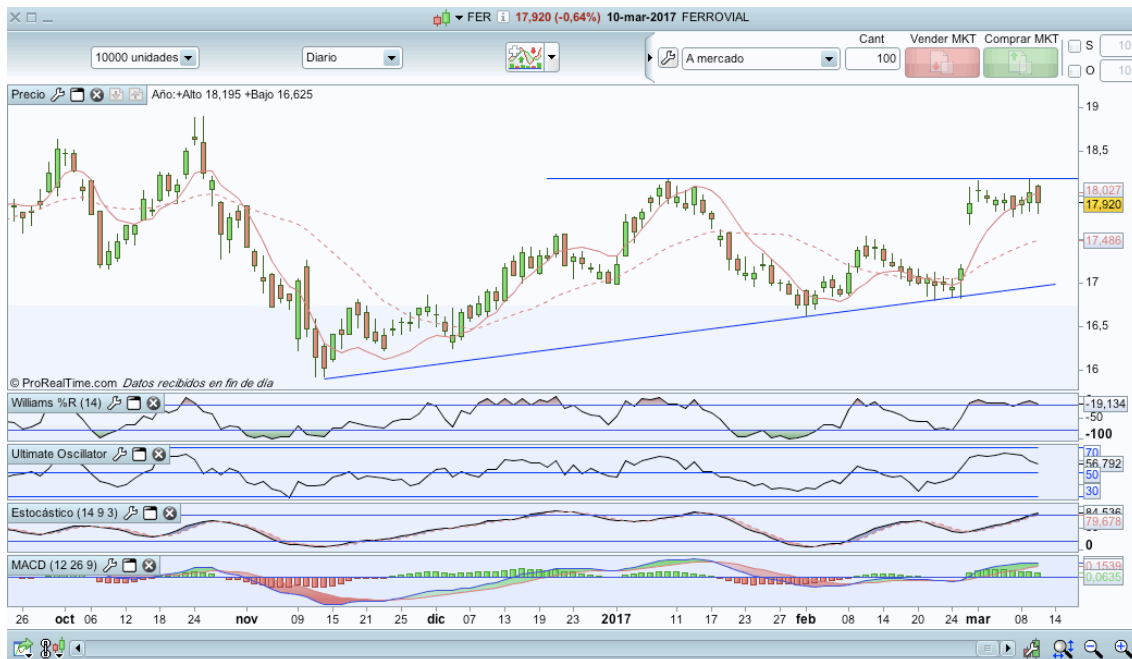 FER 17,920 (-0,64%) 10-mar-2017 FERROVIAL
10000 unidades Diario A mercado Cant 100 Vender MKT Comprar MKT S 10
O 10
Precio Año:+Alto 18,195 +Bajo 16,625
19
18,5
18,027
17,920
17,486
17
16,5
16
© ProRealTime.com Datos recibidos en fin de día
Williams %R (14)
-19,134
-50
-100
Ultimate Oscillator
70
56,792
50
30
Estocástico (14 9 3)
84,536
79,678
0
MACD (12 26 9)
0,1539
0,0635
26 oct 06 12 18 24 nov 09 15 21 25 dic 07 13 19 23 2017 11 17 23 27 feb 08 14 20 24 mar 08 14